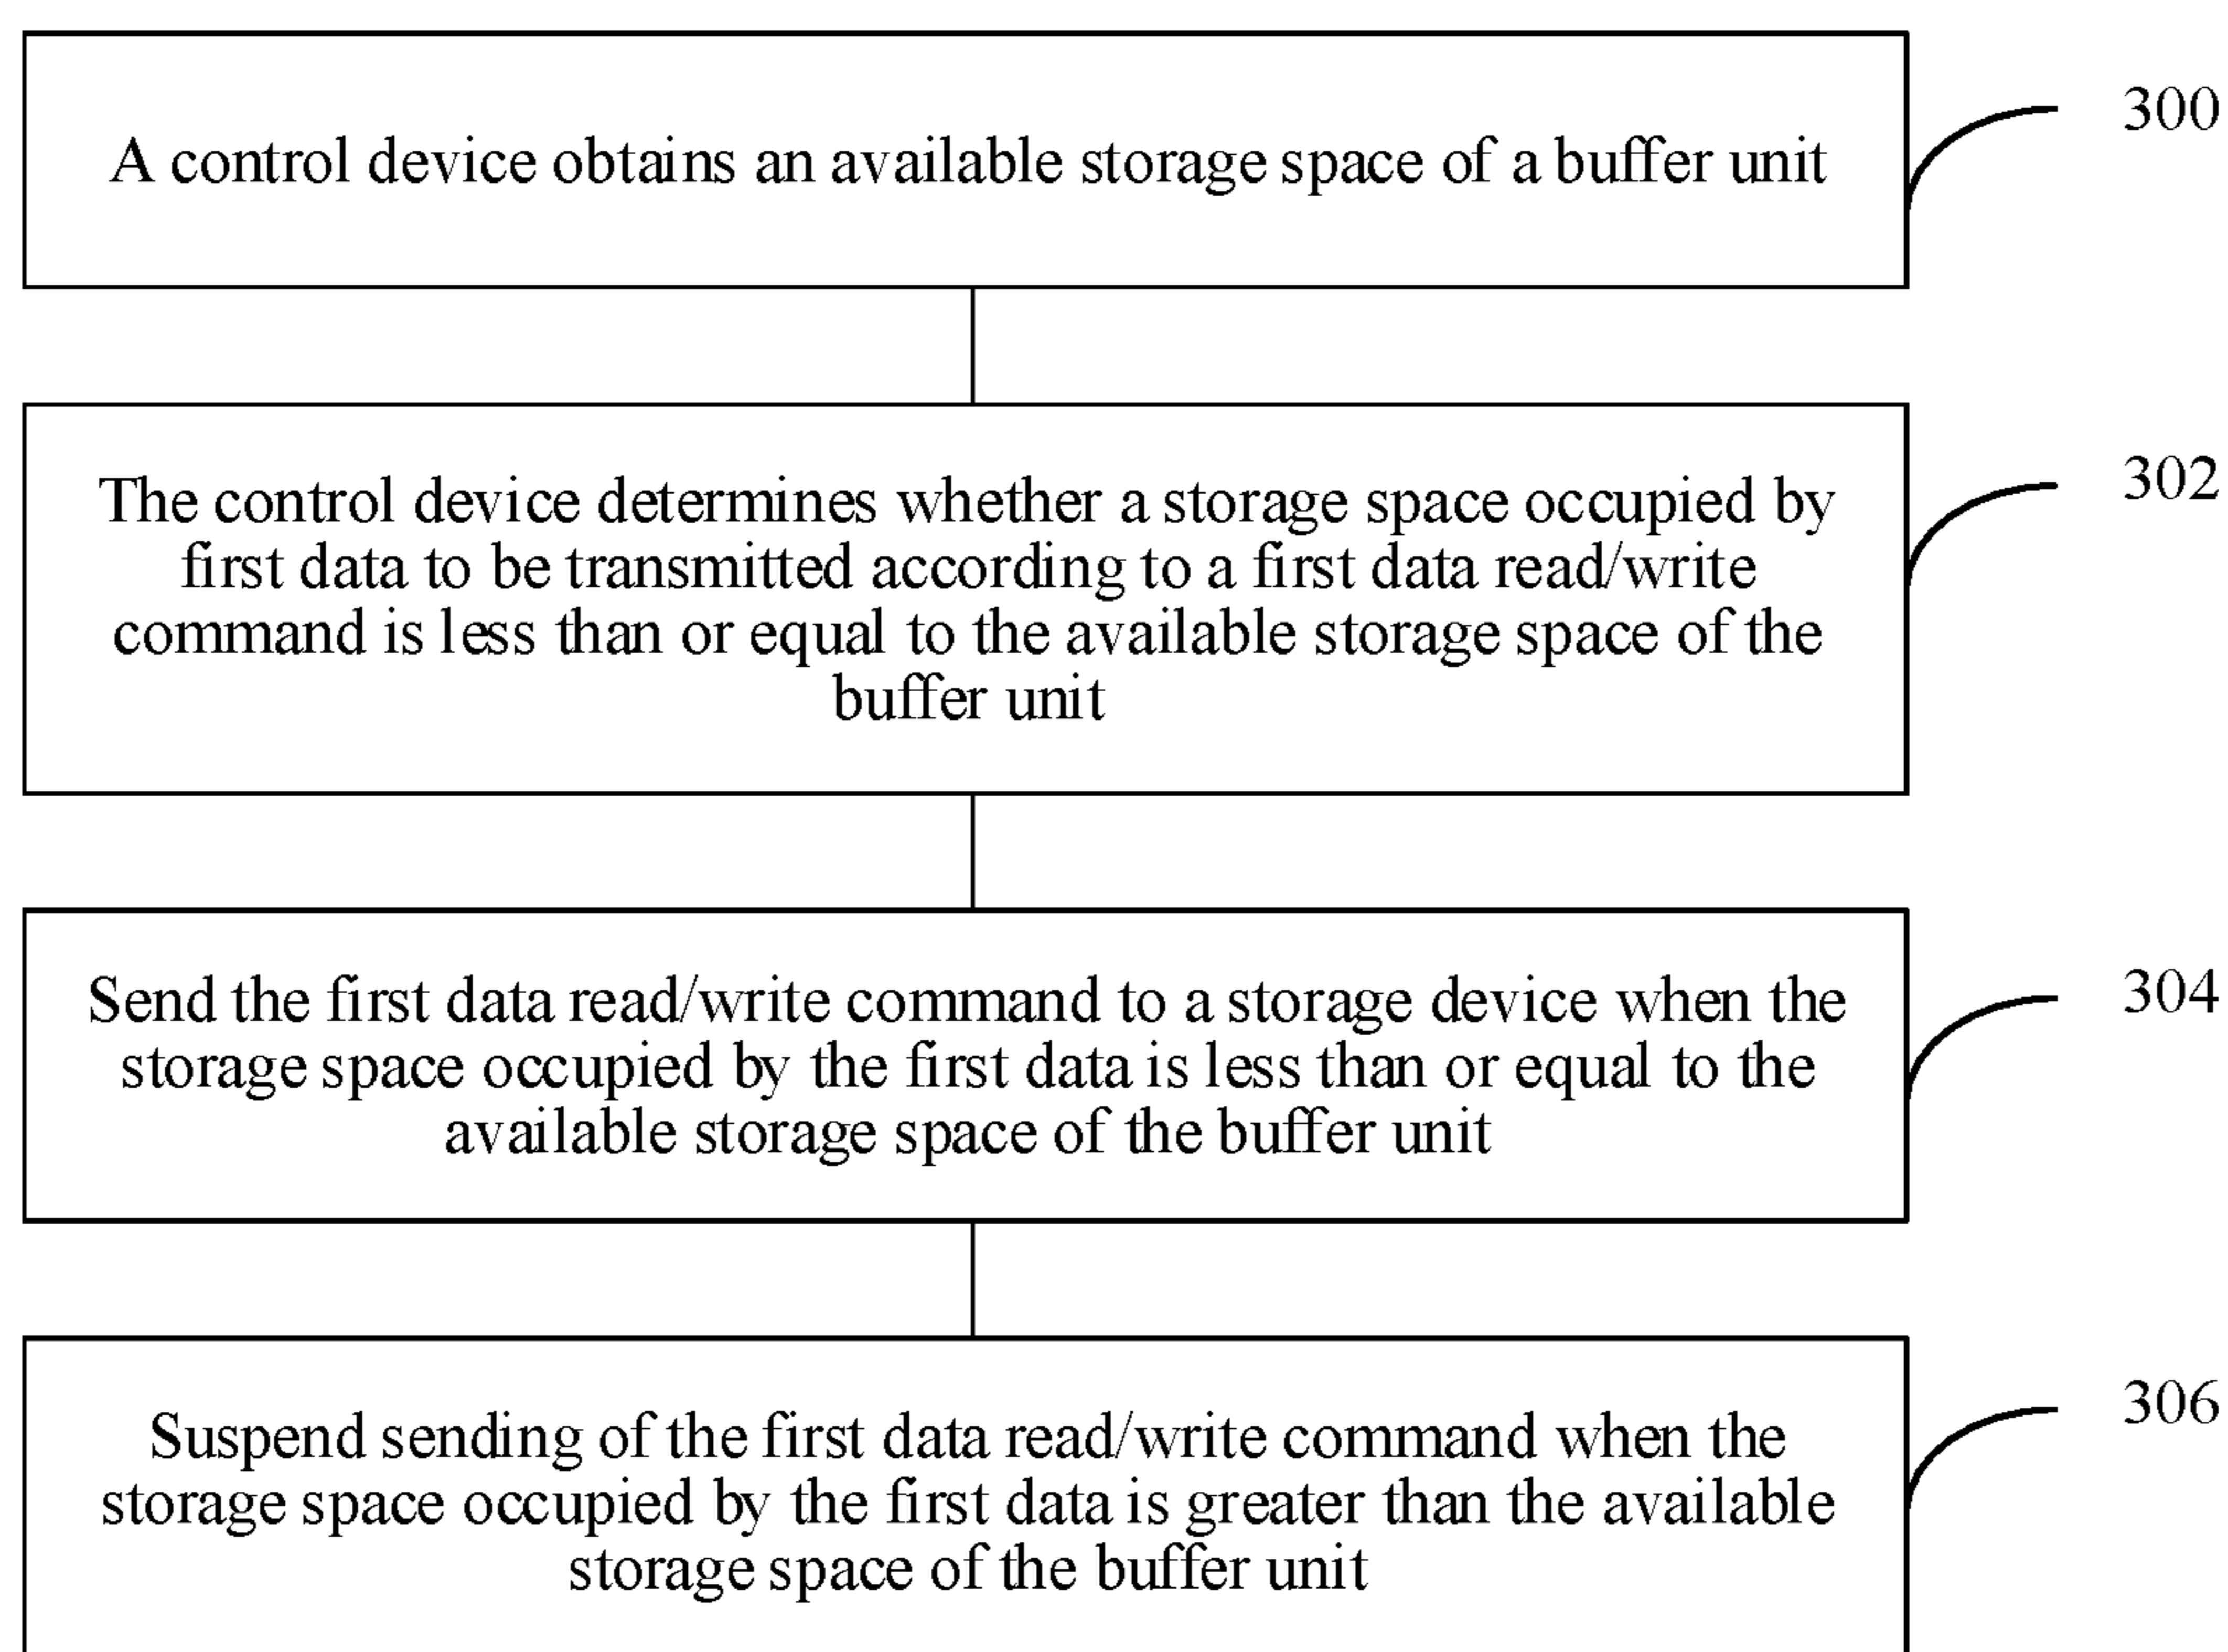 A control device obtains an available storage space of a buffer unit
300
The control device determines whether a storage space occupied by
first data to be transmitted according to a first data read/write
command is less than or equal to the available storage space of the
buffer unit
302
Send the first data read/write command to a storage device when the
storage space occupied by the first data is less than or equal to the
available storage space of the buffer unit
304
Suspend sending of the first data read/write command when the
storage space occupied by the first data is greater than the available
storage space of the buffer unit
306